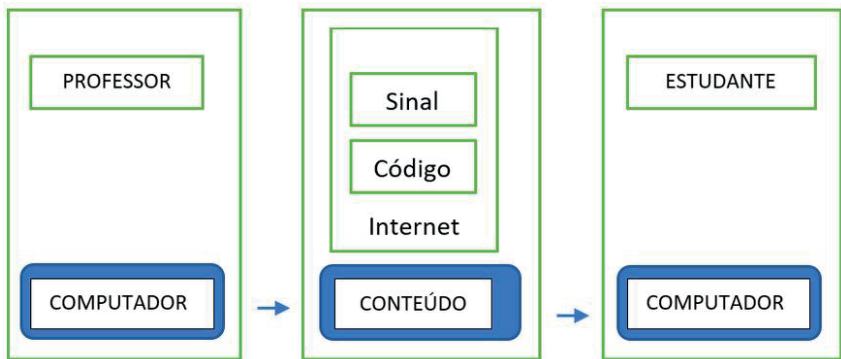 PROFESSOR
COMPUTADOR
Sinal
Código
Internet
CONTEÚDO
ESTUDANTE
COMPUTADOR